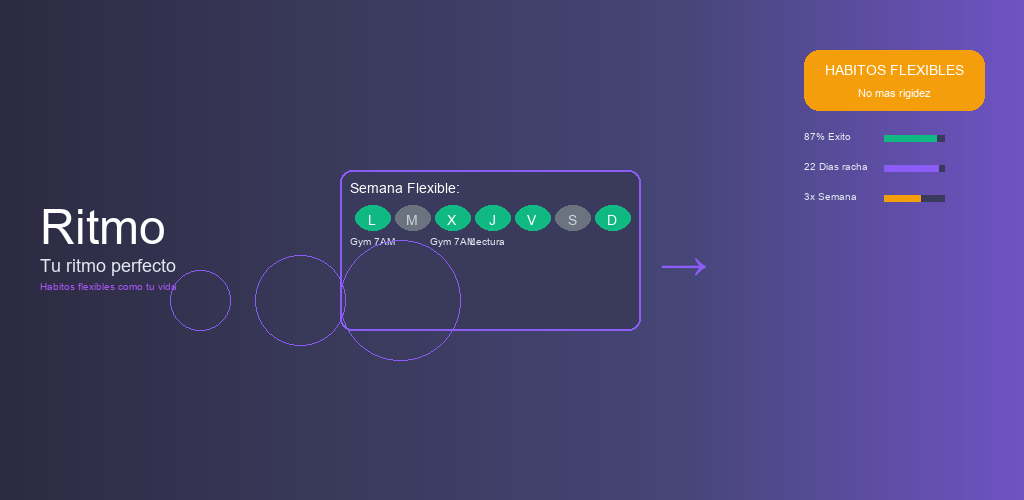 Ritmo
Tu ritmo perfecto
Habitos flexibles como tu vida
Semana Flexible:
L M X J V S D
Gym 7AM Gym 7AM Lectura
→
HABITOS FLEXIBLES
No mas rigidez
87% Exito
22 Dias racha
3x Semana